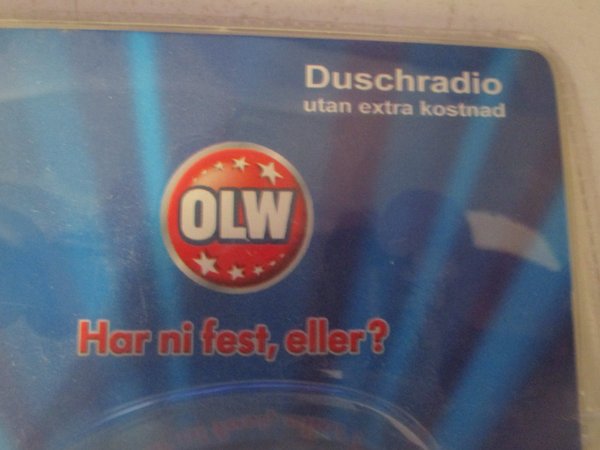 Duschradio
utan extra kostnad
OLW
Har ni fest, eller?